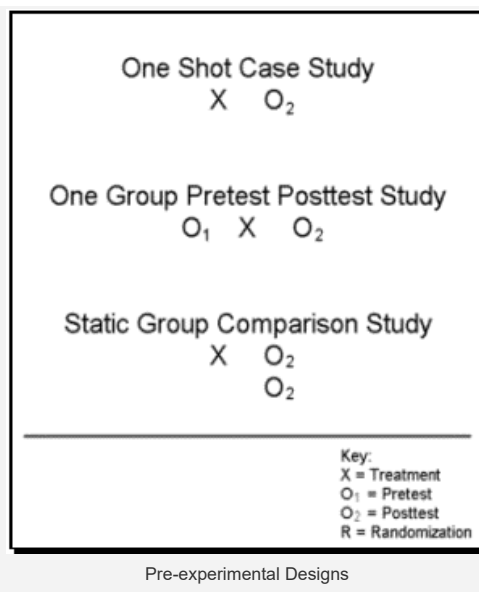 One Shot Case Study
X O₂
One Group Pretest Posttest Study
O₁ X O₂
Static Group Comparison Study
X O₂
O₂
Key:
X = Treatment
O₁ = Pretest
O₂ = Posttest
R = Randomization
Pre-experimental Designs